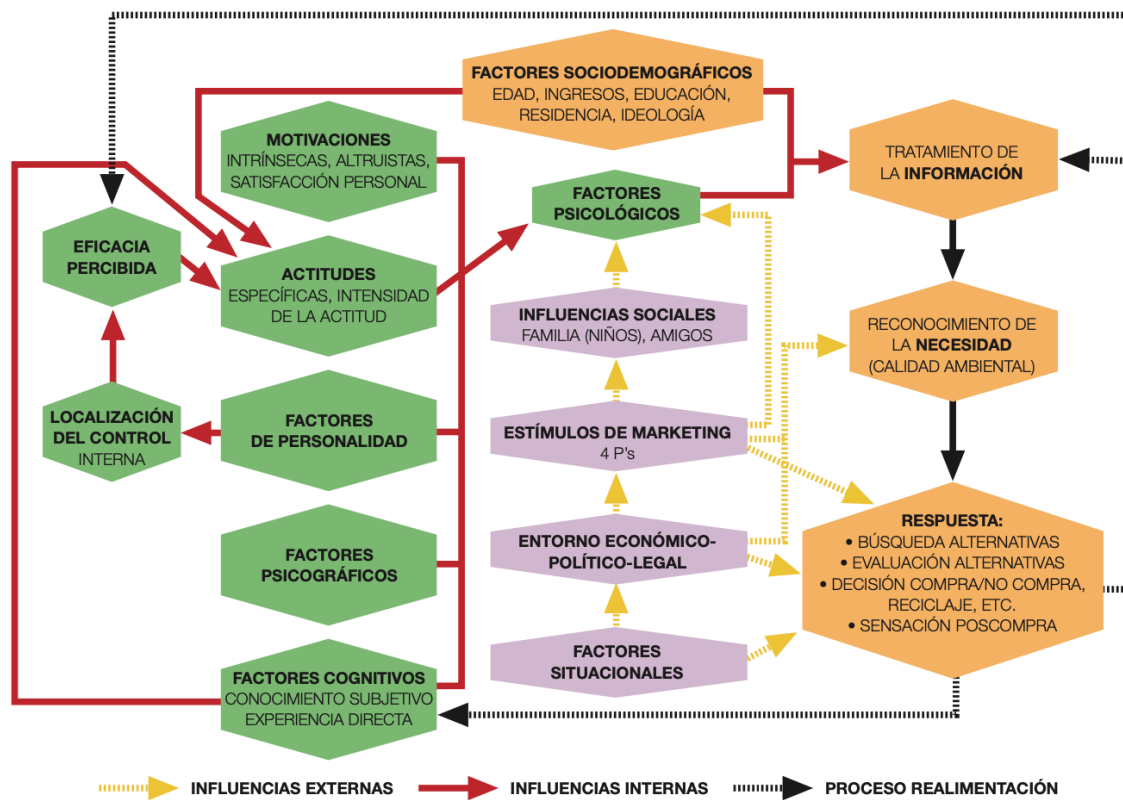 FACTORES SOCIODEMOGRÁFICOS
EDAD, INGRESOS, EDUCACIÓN,
RESIDENCIA, IDEOLOGÍA
MOTIVACIONES
INTRÍNSECAS, ALTRUISTAS,
SATISFACCIÓN PERSONAL
TRATAMIENTO DE
LA INFORMACIÓN
FACTORES
PSICOLÓGICOS
EFICACIA
PERCIBIDA
ACTITUDES
ESPECÍFICAS, INTENSIDAD
DE LA ACTITUD
INFLUENCIAS SOCIALES
FAMILIA (NIÑOS), AMIGOS
RECONOCIMIENTO DE
LA NECESIDAD
(CALIDAD AMBIENTAL)
LOCALIZACIÓN
DEL CONTROL
INTERNA
FACTORES
DE PERSONALIDAD
ESTÍMULOS DE MARKETING
4 P's
FACTORES
PSICOGRÁFICOS
ENTORNO ECONÓMICO-
POLÍTICO-LEGAL
RESPUESTA:
• BÚSQUEDA ALTERNATIVAS
• EVALUACIÓN ALTERNATIVAS
• DECISIÓN COMPRA/NO COMPRA,
RECICLAJE, ETC.
• SENSACIÓN POSCOMPRA
FACTORES
SITUACIONALES
FACTORES COGNITIVOS
CONOCIMIENTO SUBJETIVO
EXPERIENCIA DIRECTA
INFLUENCIAS EXTERNAS
INFLUENCIAS INTERNAS
PROCESO REALIMENTACIÓN